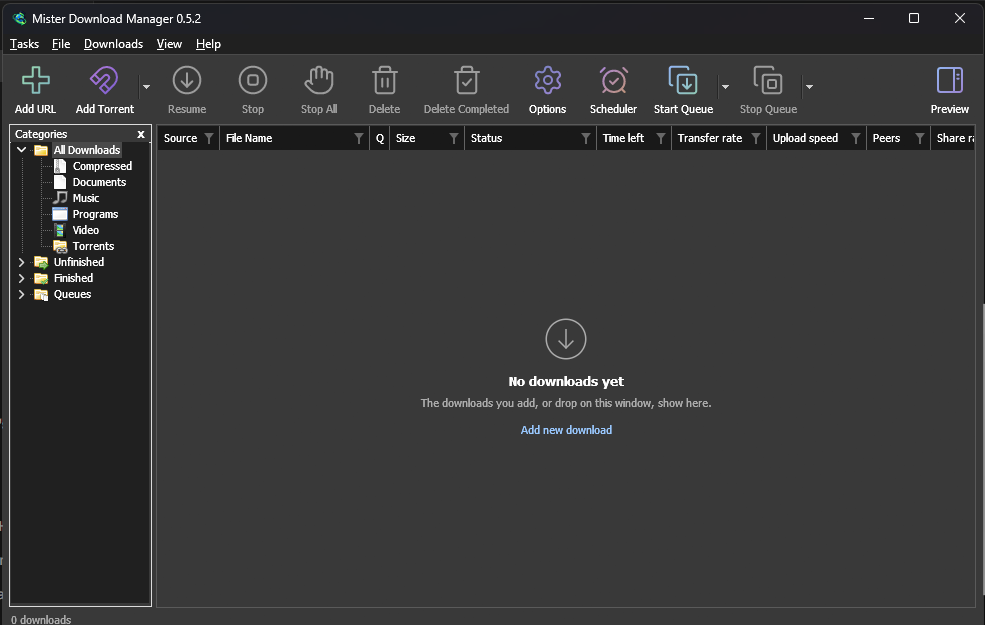 Mister Download Manager 0.5.2
Tasks File Downloads View Help
Add URL Add Torrent Resume Stop Stop All Delete Delete Completed Options Scheduler Start Queue Stop Queue Preview
Categories x
Source File Name Q Size Status Time left Transfer rate Upload speed Peers Share ra
All Downloads
Compressed
Documents
Music
Programs
Video
Torrents
Unfinished
Finished
Queues
No downloads yet
The downloads you add, or drop on this window, show here.
Add new download
0 downloads